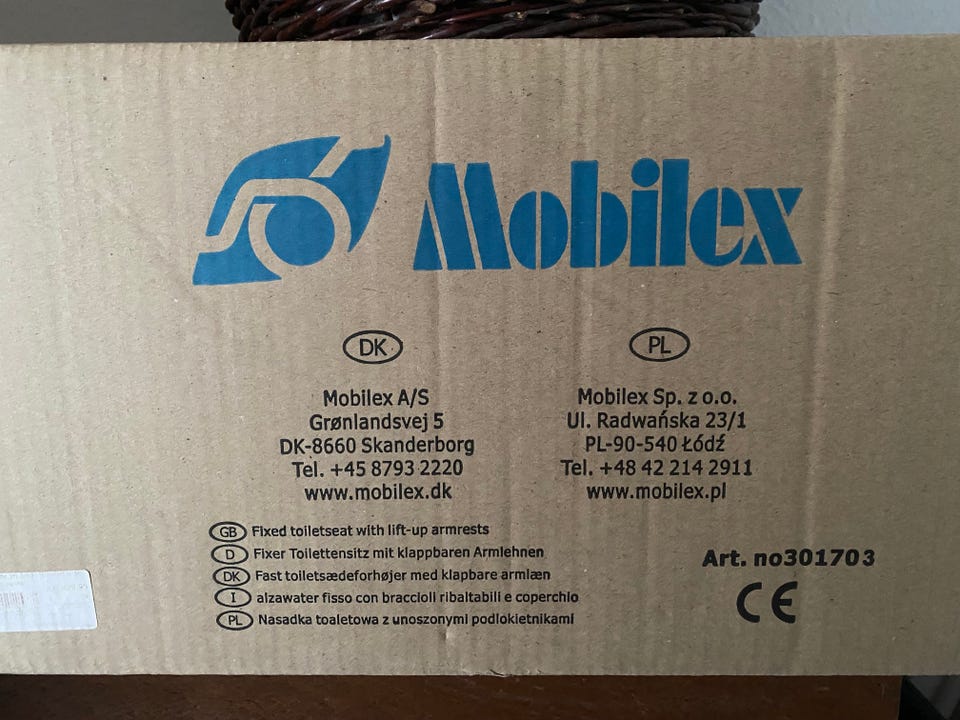 Mobilex
DK
Mobilex A/S
Grønlandsvej 5
DK-8660 Skanderborg
Tel. +45 8793 2220
www.mobilex.dk
PL
Mobilex Sp. z o.o.
Ul. Radwańska 23/1
PL-90-540 Łódź
Tel. +48 42 214 2911
www.mobilex.pl
GB Fixed toiletseat with lift-up armrests
D Fixer Toilettensitz mit klappbaren Armlehnen
DK Fast toiletsædeforhøjer med klapbare armlæn
I alzawater fisso con braccioli ribaltabili e coperchio
PL Nasadka toaletowa z unoszonymi podlokietnikami
Art. no301703
CE